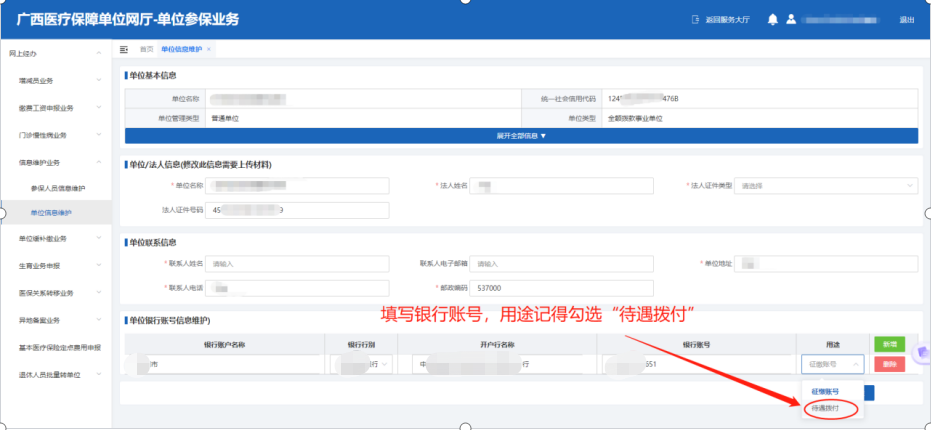 广西医疗保障单位网厅-单位参保业务
返回服务大厅
退出
网上经办
增减员业务
缴费工资申报业务
门诊慢性病业务
信息维护业务
参保人员信息维护
单位信息维护
单位缓补缴业务
生育业务申报
医保关系转移业务
异地备案业务
基本医疗保险定点费用申报
退休人员批量转单位
首页 单位信息维护 ×
单位基本信息
单位名称
统一社会信用代码 124 476B
单位管理类型 普通单位 单位类型 全额拨款事业单位
展开全部信息 ▼
单位/法人信息(修改此信息需要上传材料)
* 单位名称 * 法人姓名 * 法人证件类型 请选择
法人证件号码 45 9
单位联系信息
* 联系人姓名 请输入 联系人电子邮箱 请输入 * 单位地址
* 联系人电话 * 邮政编码 537000
填写银行账号，用途记得勾选“待遇拨付”
单位银行账号信息维护)
银行账户名称 银行行别 开户行名称 银行账号 用途 新增
市 行 中 行 351 征缴账号 删除
征缴账号
待遇拨付